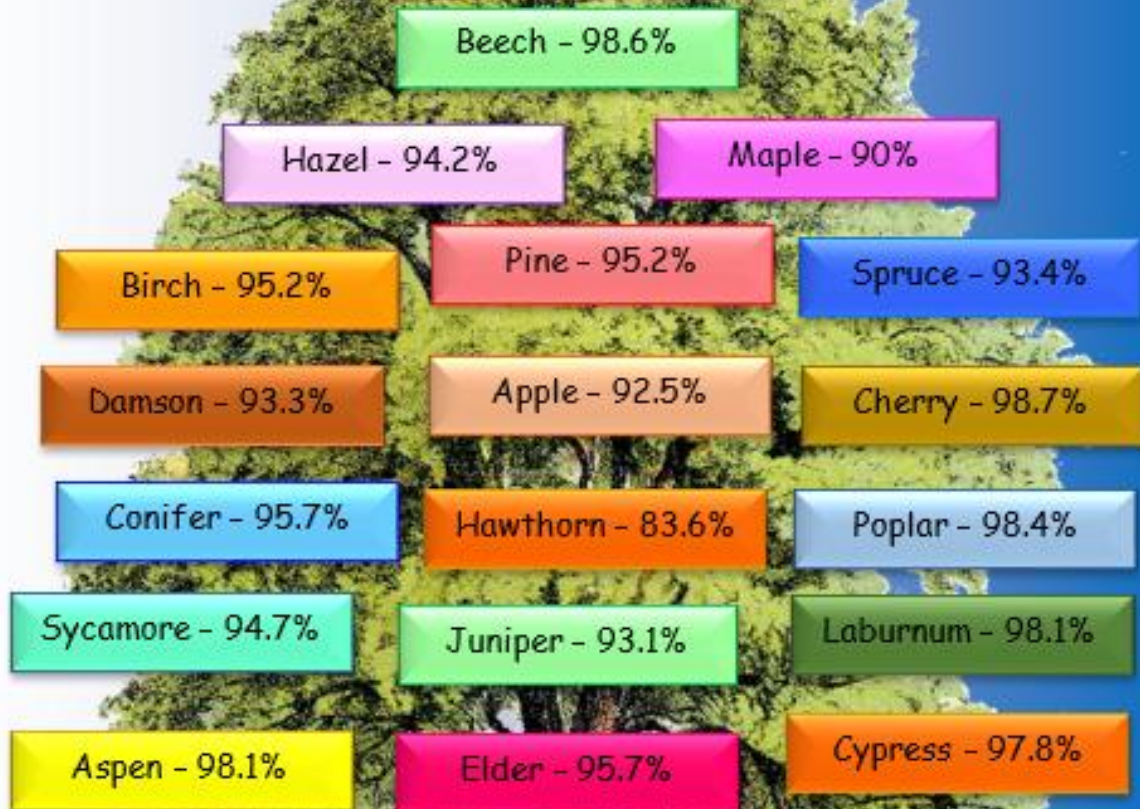 Beech – 98.6%
Hazel – 94.2%
Maple – 90%
Birch – 95.2%
Pine – 95.2%
Spruce – 93.4%
Damson – 93.3%
Apple – 92.5%
Cherry – 98.7%
Conifer – 95.7%
Hawthorn – 83.6%
Poplar – 98.4%
Sycamore – 94.7%
Juniper – 93.1%
Laburnum – 98.1%
Aspen – 98.1%
Elder – 95.7%
Cypress – 97.8%